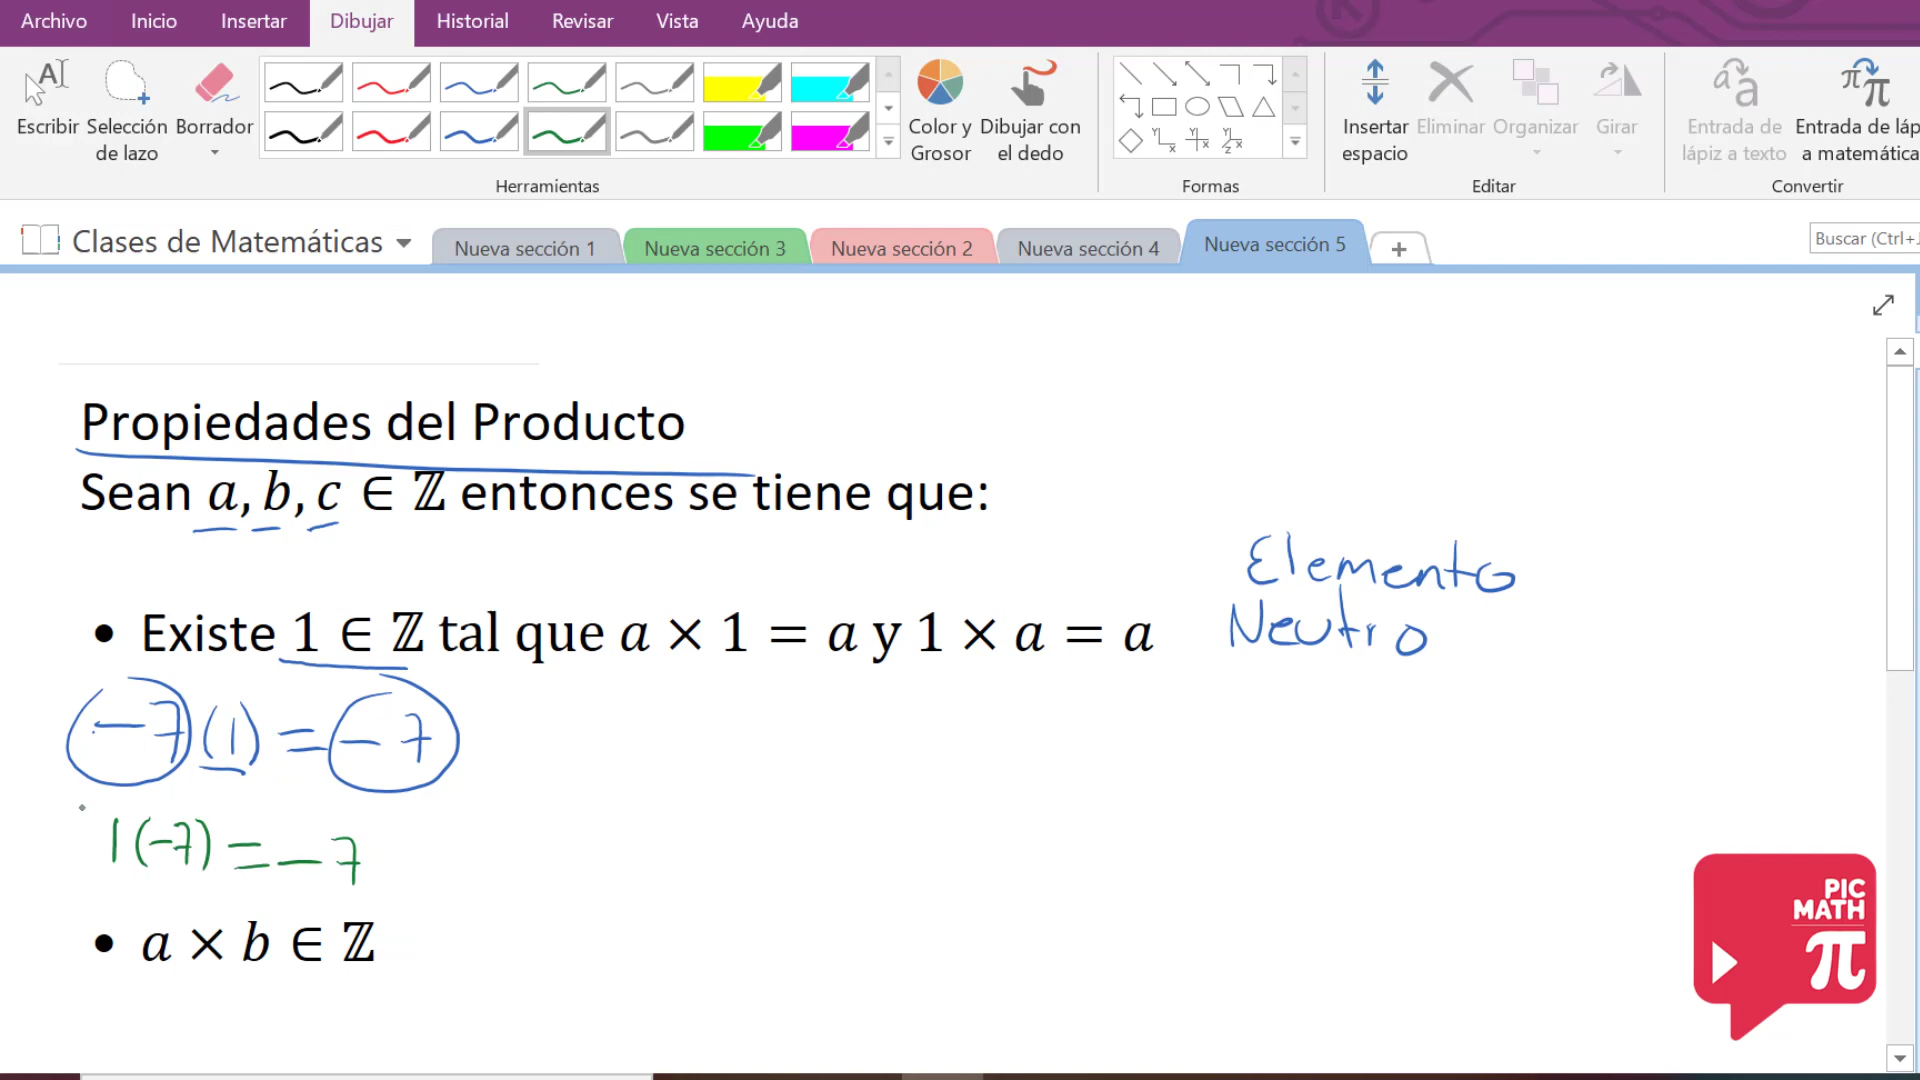 Archivo Inicio Insertar Dibujar Historial Revisar Vista Ayuda
Escribir Selección de lazo Borrador Color y Grosor Dibujar con el dedo Insertar espacio Eliminar Organizar Girar Entrada de lápiz a texto Entrada de láp a matemática
Herramientas Formas Editar Convertir
Clases de Matemáticas Nueva sección 1 Nueva sección 3 Nueva sección 2 Nueva sección 4 Nueva sección 5 + Buscar (Ctrl+
Propiedades del Producto
Sean a, b, c ∈ ℤ entonces se tiene que:
Elemento
• Existe 1 ∈ ℤ tal que a × 1 = a y 1 × a = a
Neutro
-7(1) = -7
1(-7) = -7
• a × b ∈ ℤ
PIC
MATH
π